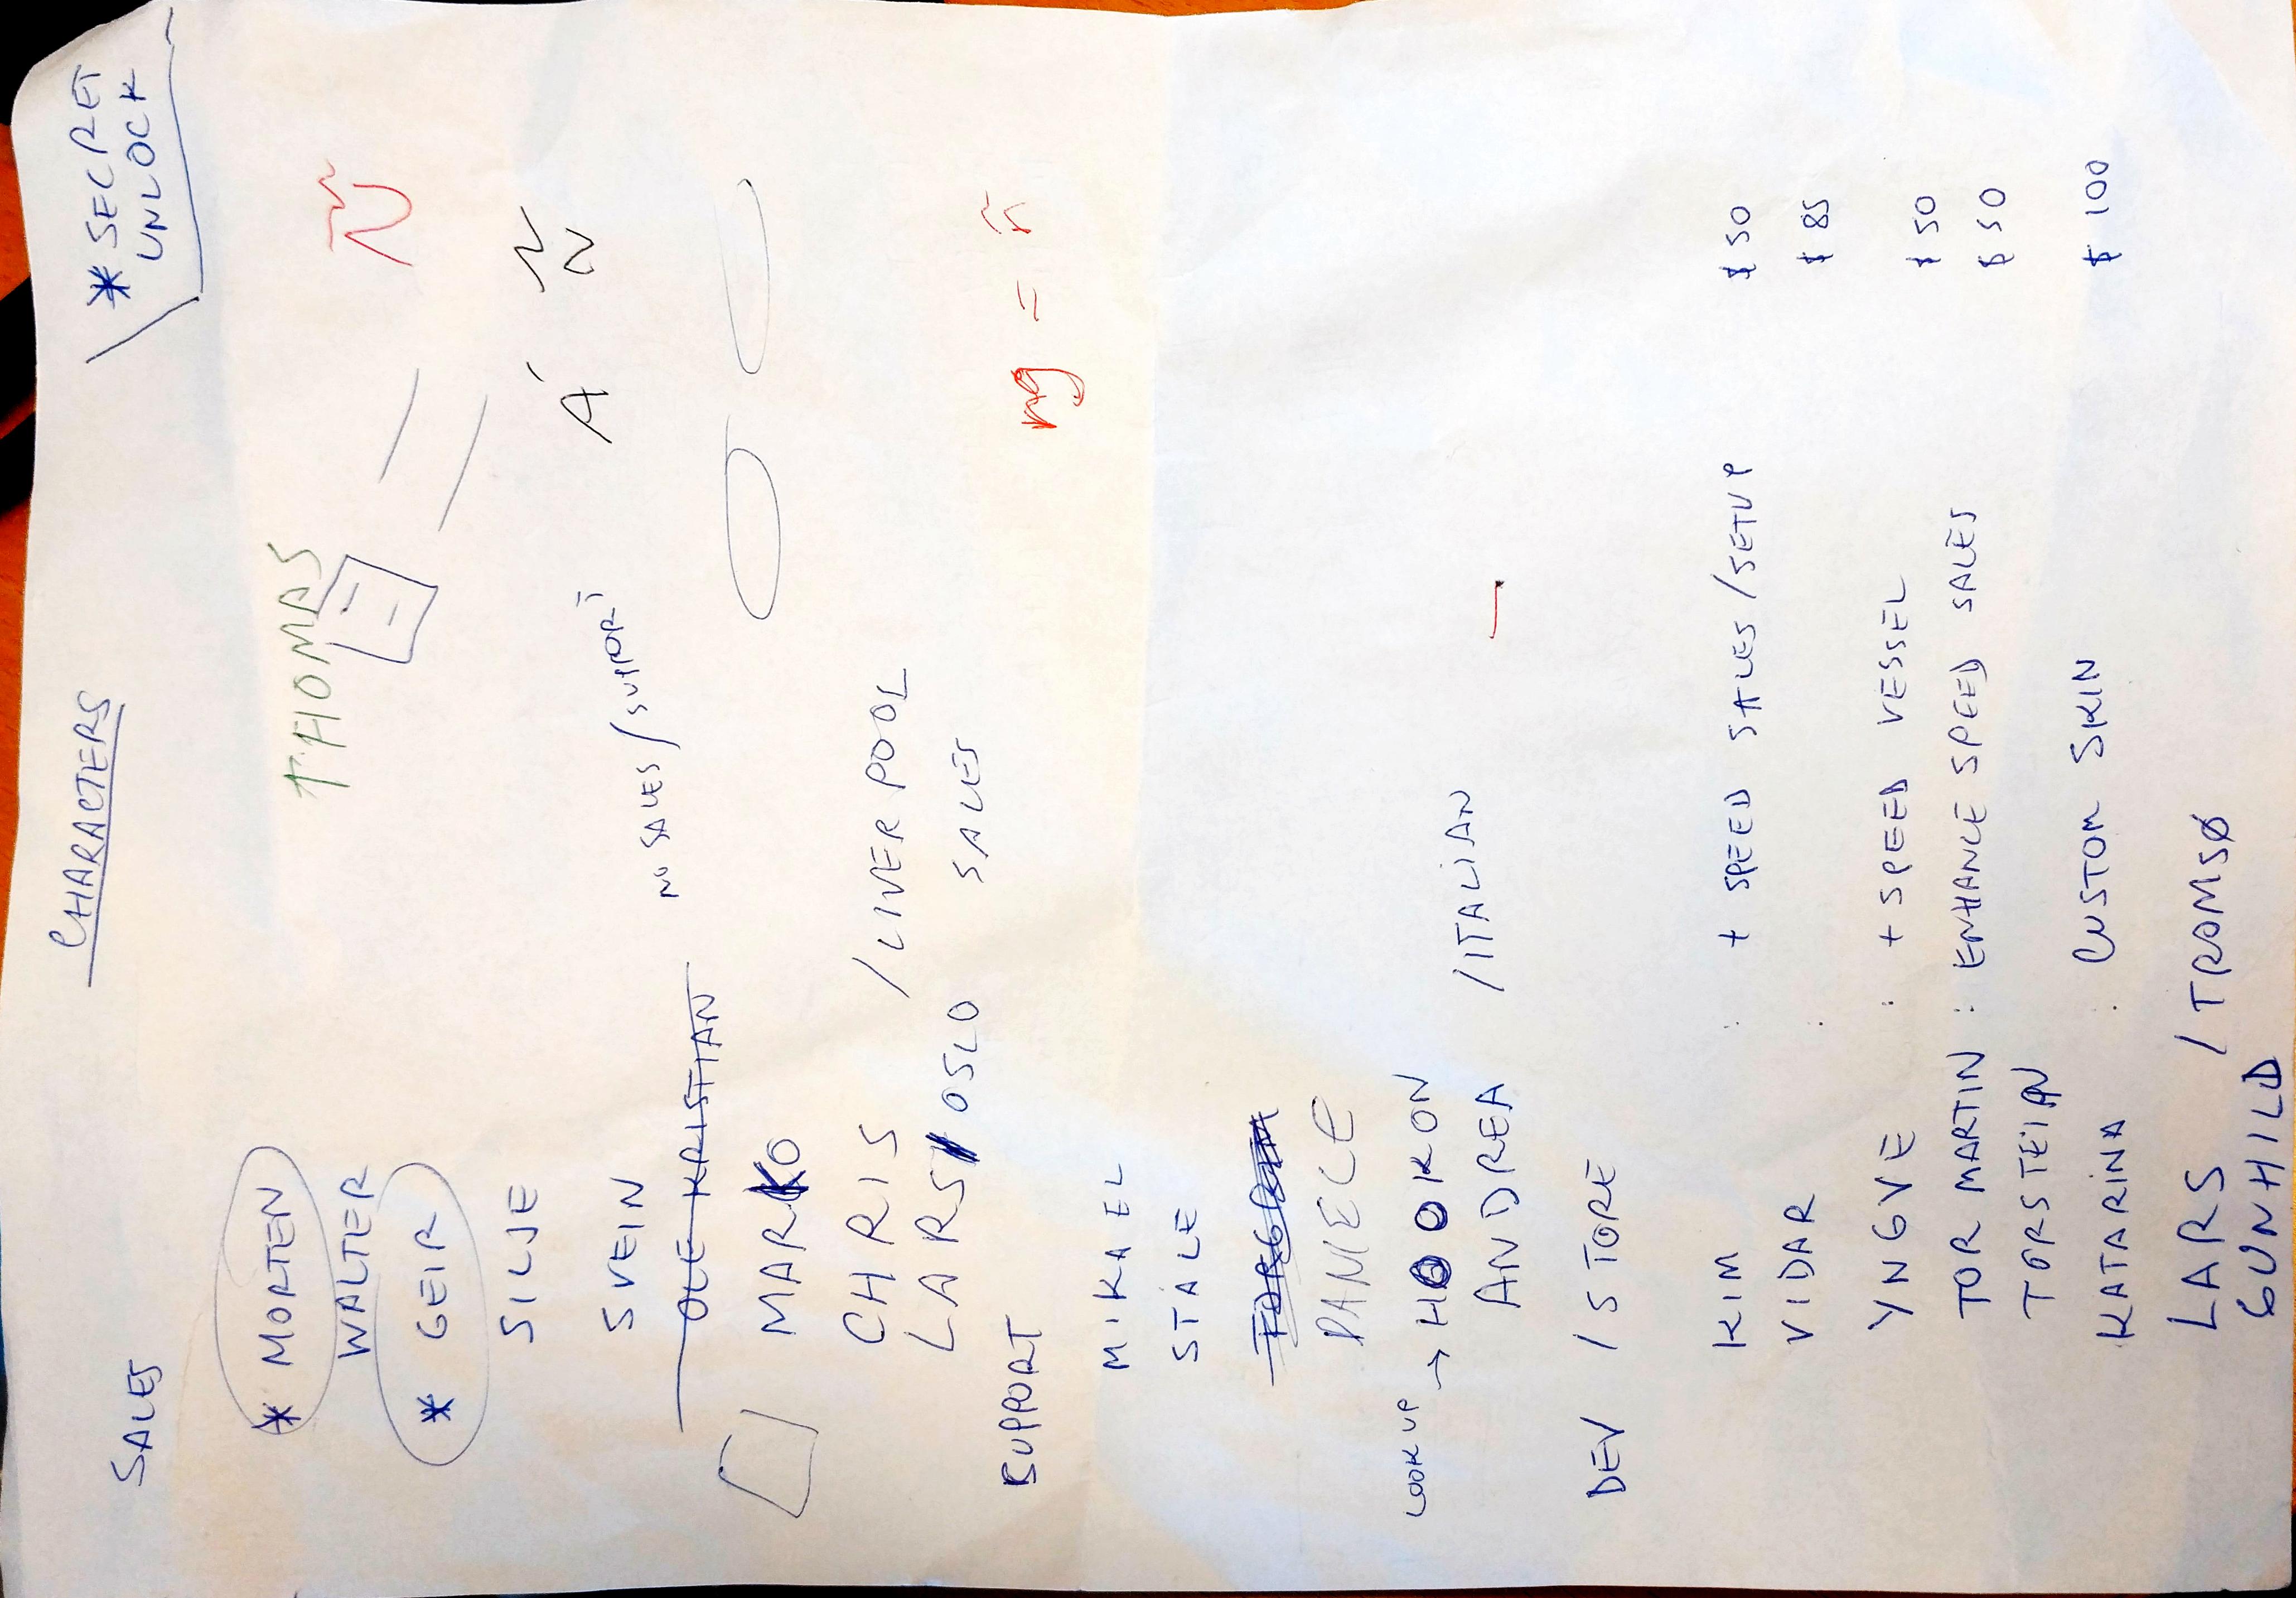 CHARACTERS
* SECRET
UNLOCK
SALES
* MORTEN
↑THOMAS
WALTER
Ñ
* GEIR
SILJE
Á Ñ
SVEIN
NO SALES/SUPPORT
OLE KRISTIAN
MARKO
CHRIS /LIVERPOOL
LARS/OSLO SALES
SUPPORT
ng = ñ
MIKAEL
STÅLE
TORGRIM
DANIELE
LOOK UP → HOOKON
ANDREA /ITALIAN
DEV / STORE
KIM : + SPEED SALES/SETUP $ 50
VIDAR : $ 85
YNGVE : + SPEED VESSEL $ 50
TOR MARTIN : ENHANCE SPEED SALES $ 50
TORSTEIN
KATARINA : CUSTOM SKIN $ 100
LARS / TROMSØ
GUNHILD